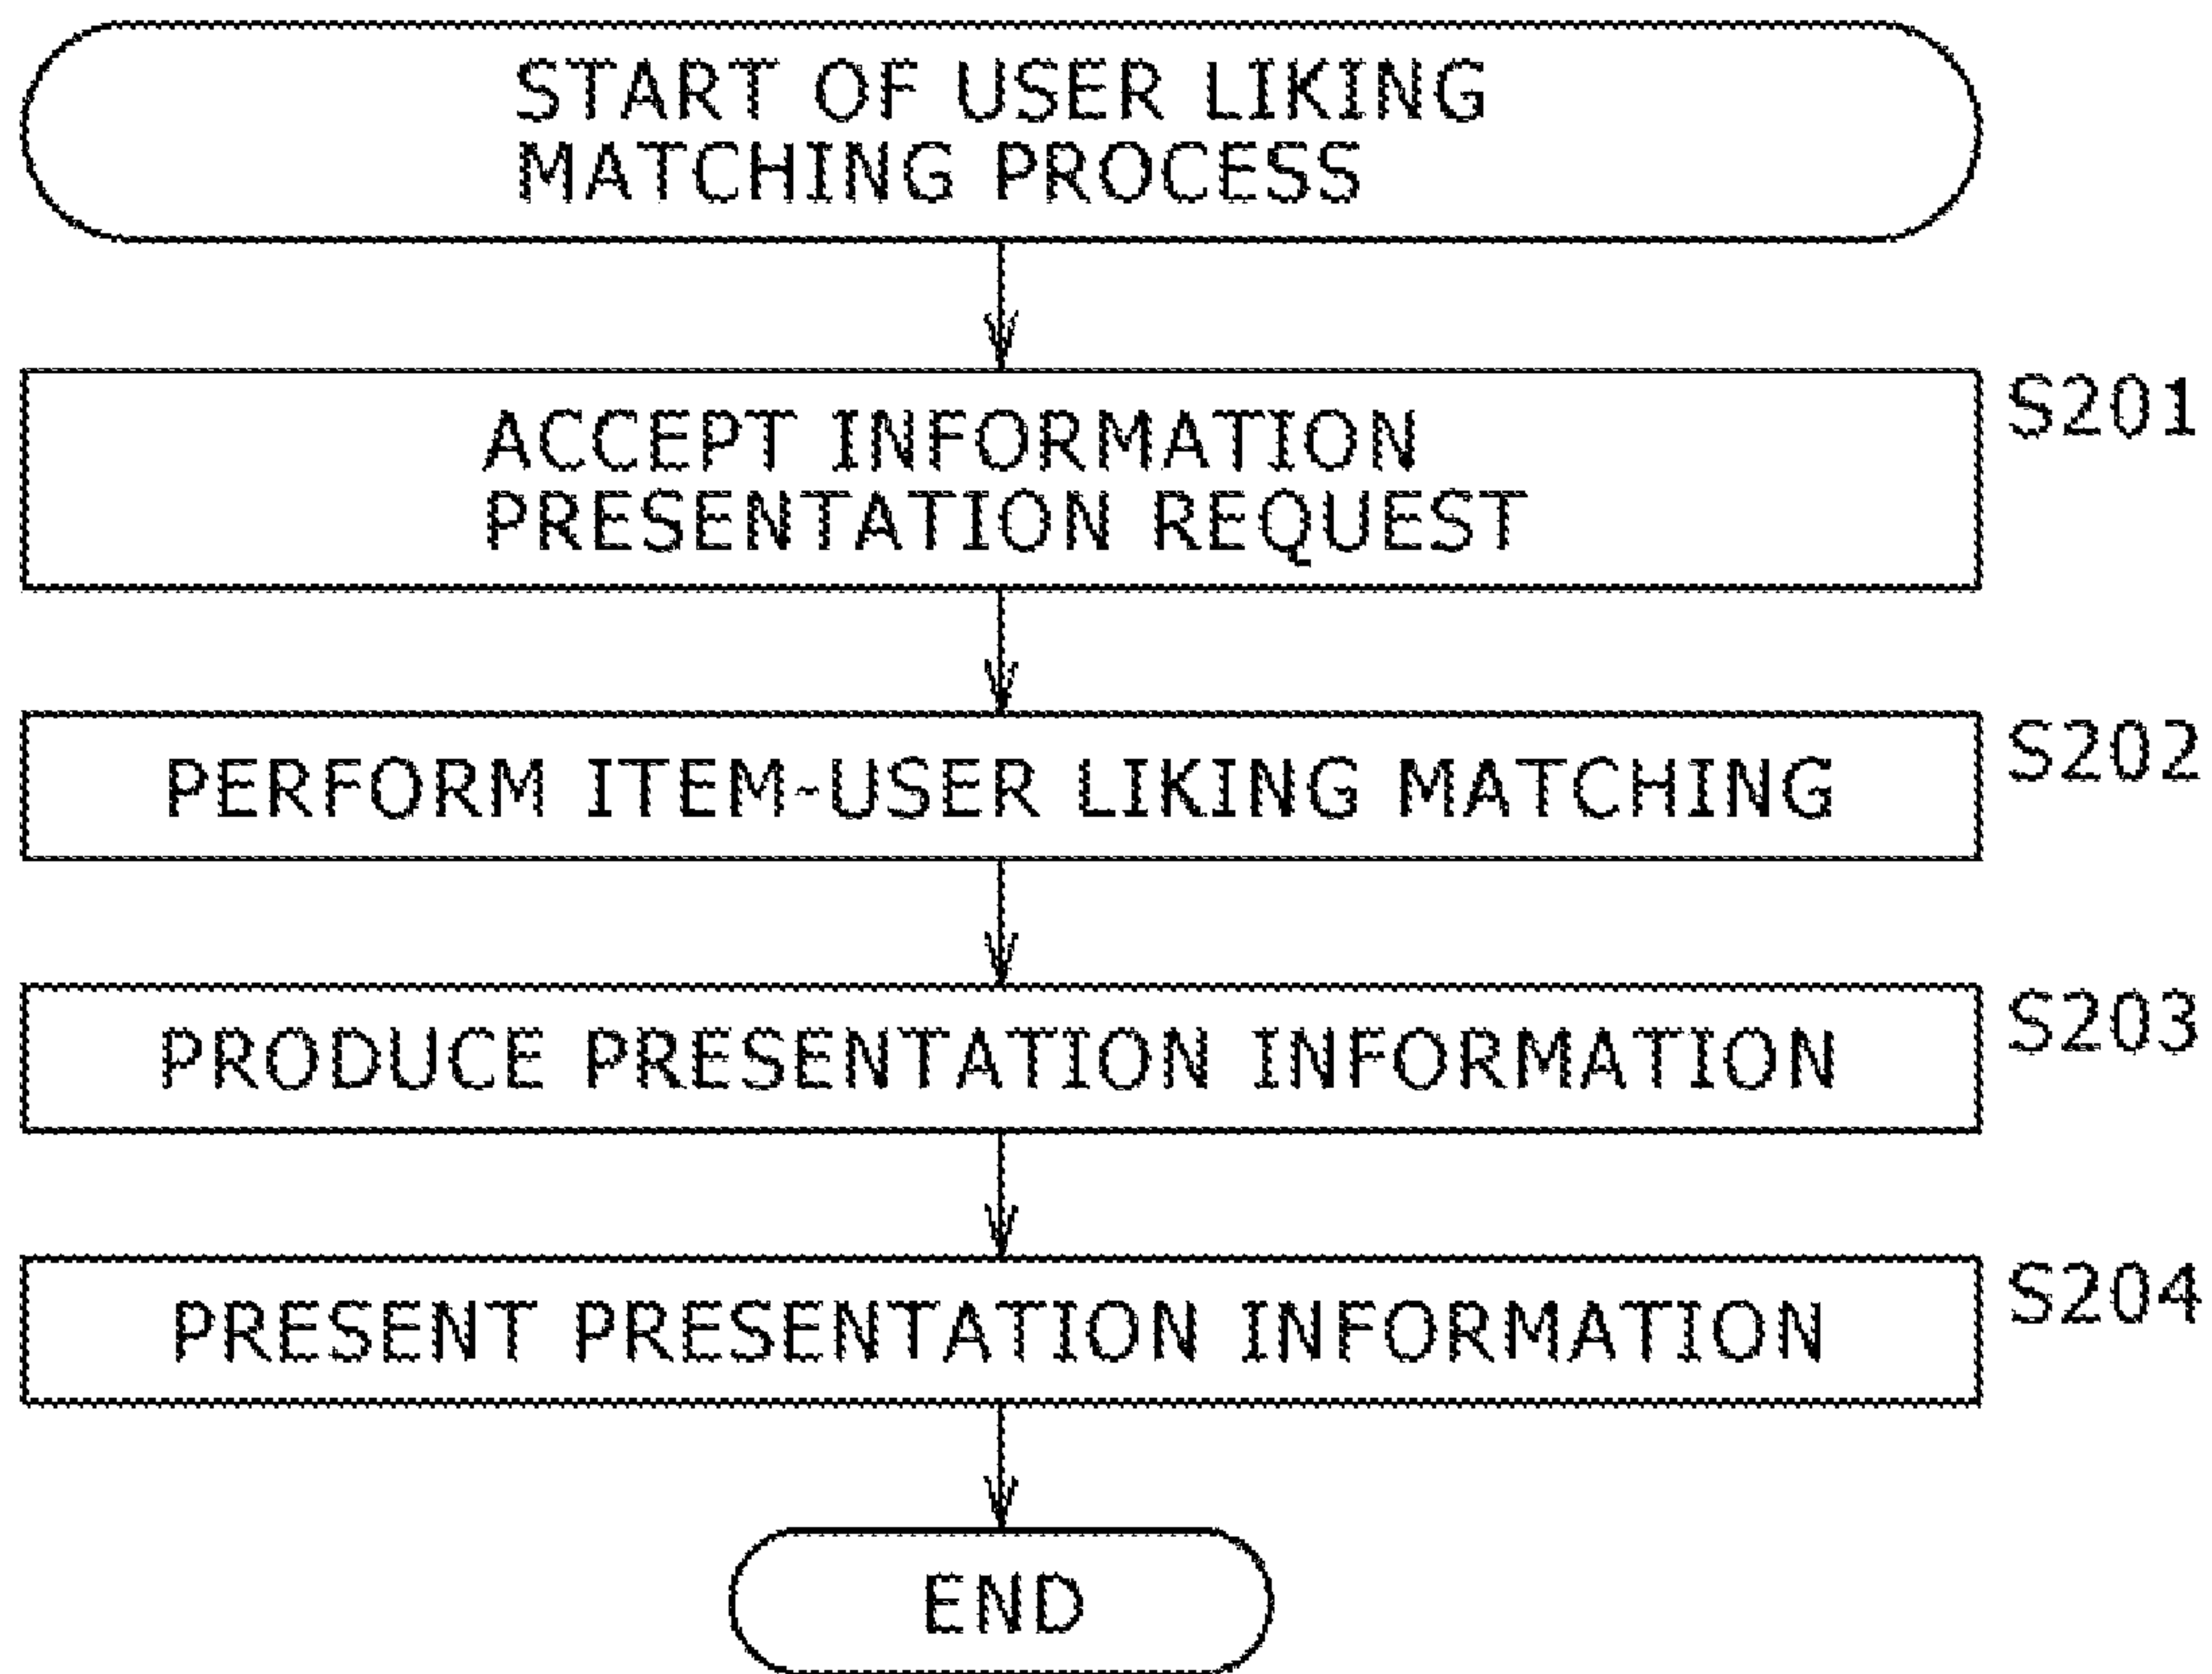 START OF USER LIKING
MATCHING PROCESS
S201
ACCEPT INFORMATION
PRESENTATION REQUEST
S202
PERFORM ITEM-USER LIKING MATCHING
S203
PRODUCE PRESENTATION INFORMATION
S204
PRESENT PRESENTATION INFORMATION
END